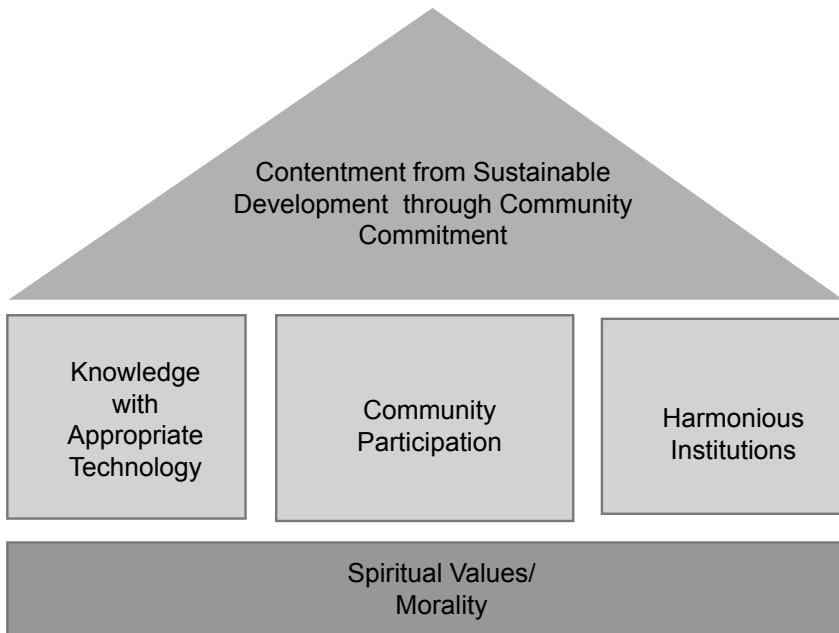 Contentment from Sustainable
Development through Community
Commitment
Knowledge
with
Appropriate
Technology
Community
Participation
Harmonious
Institutions
Spiritual Values/
Morality